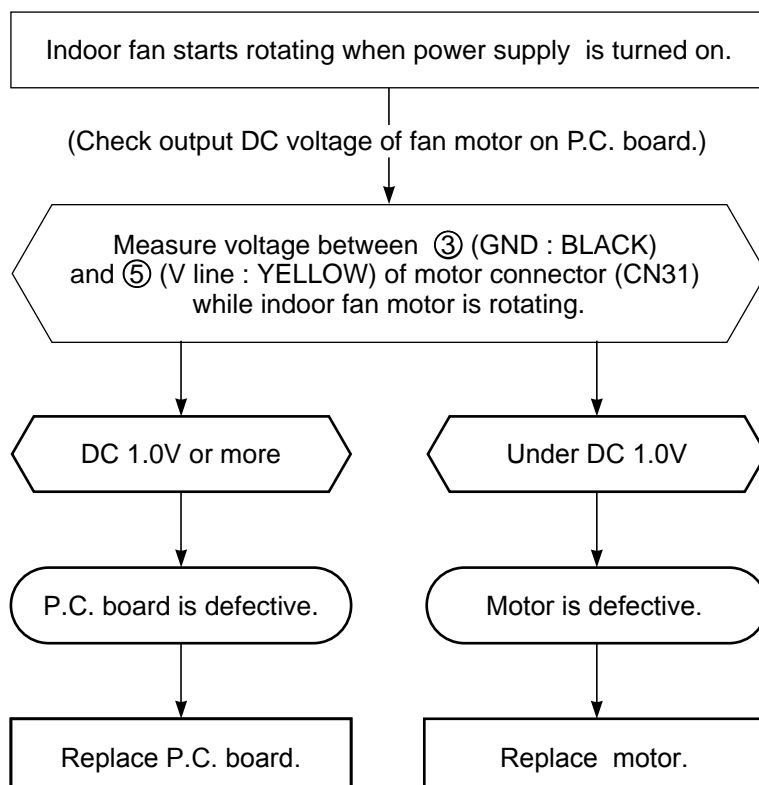 Indoor fan starts rotating when power supply is turned on.
(Check output DC voltage of fan motor on P.C. board.)
Measure voltage between ③ (GND : BLACK)
and ⑤ (V line : YELLOW) of motor connector (CN31)
while indoor fan motor is rotating.
DC 1.0V or more
Under DC 1.0V
P.C. board is defective.
Motor is defective.
Replace P.C. board.
Replace motor.